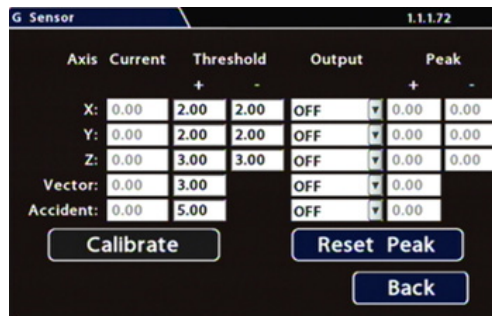 G Sensor 1.1.1.72
Axis Current Threshold Output Peak
+ - + -
X: 0.00 2.00 2.00 OFF 0.00 0.00
Y: 0.00 2.00 2.00 OFF 0.00 0.00
Z: 0.00 3.00 3.00 OFF 0.00 0.00
Vector: 0.00 3.00 OFF 0.00
Accident: 0.00 5.00 OFF 0.00
Calibrate Reset Peak
Back